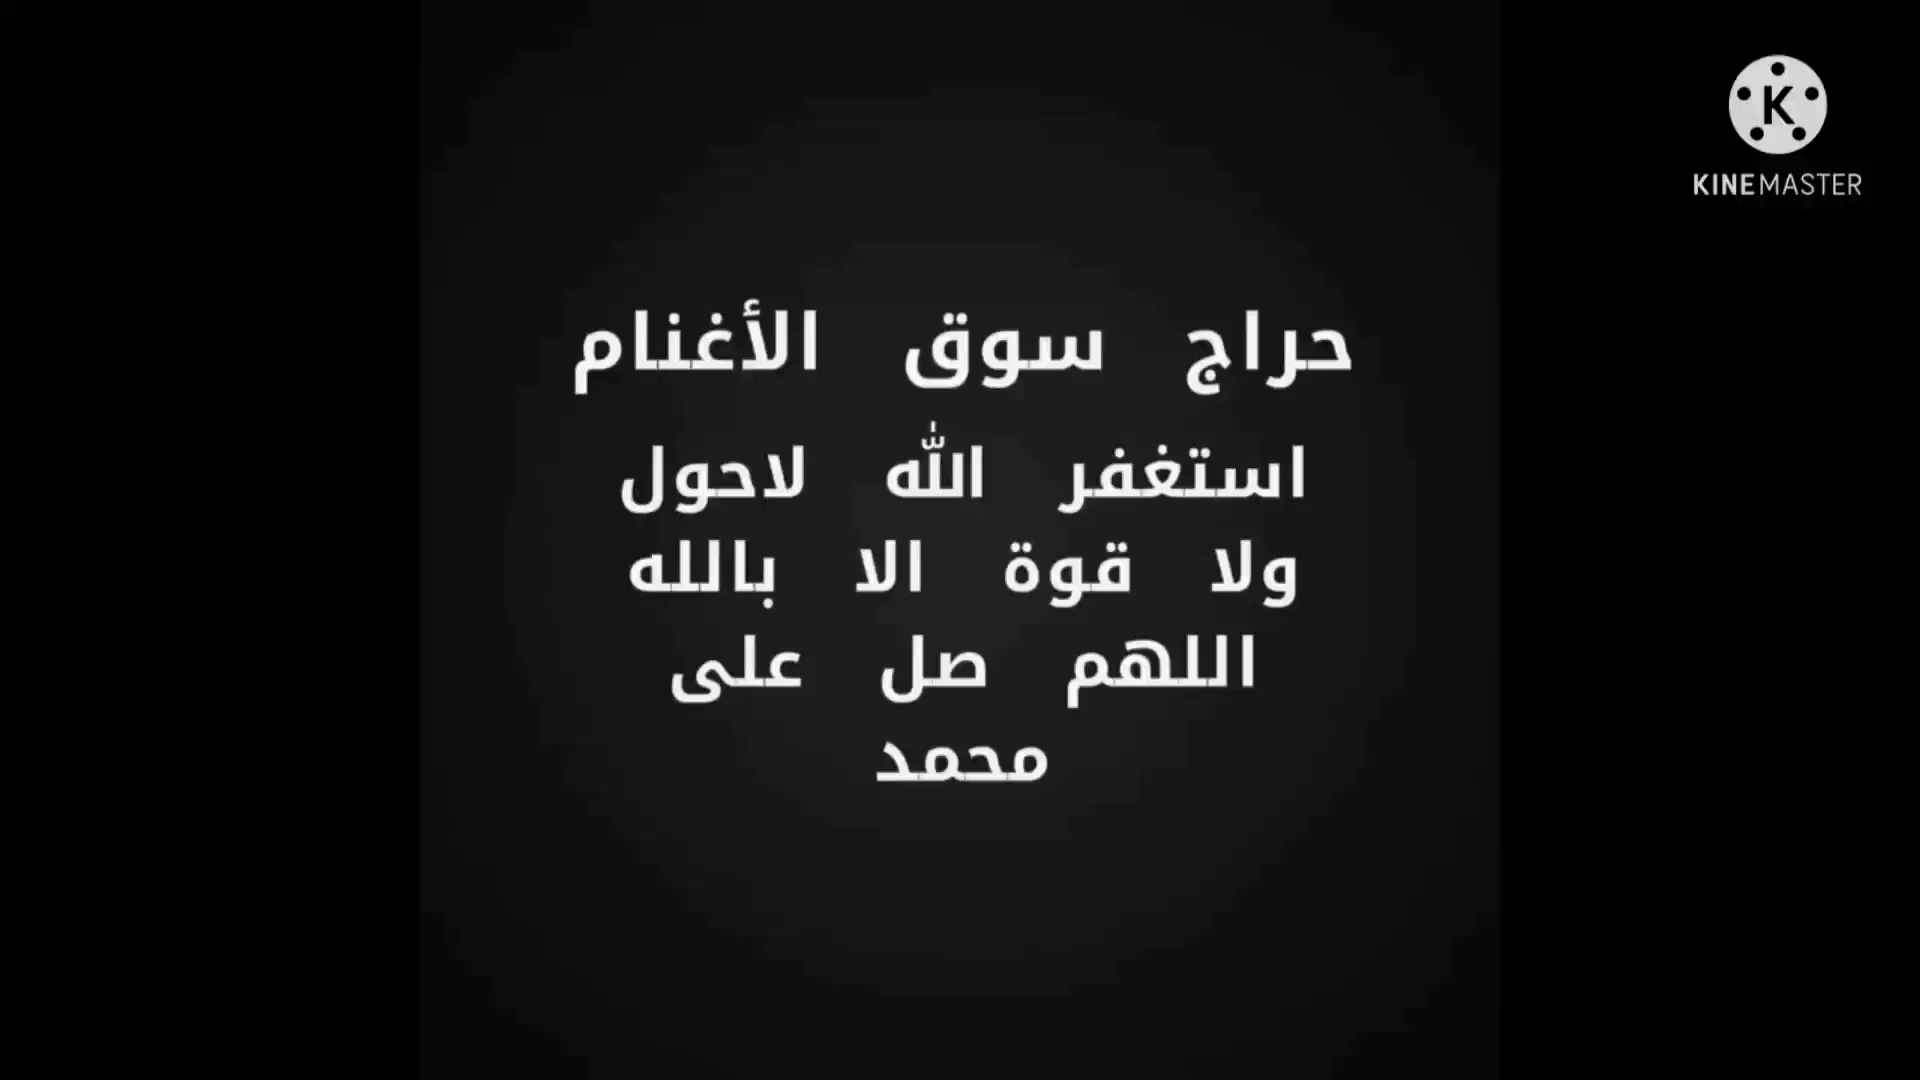 KINEMASTER
حراج سوق الأغنام
استغفر الله لاحول
ولا قوة الا بالله
اللهم صل على
محمد